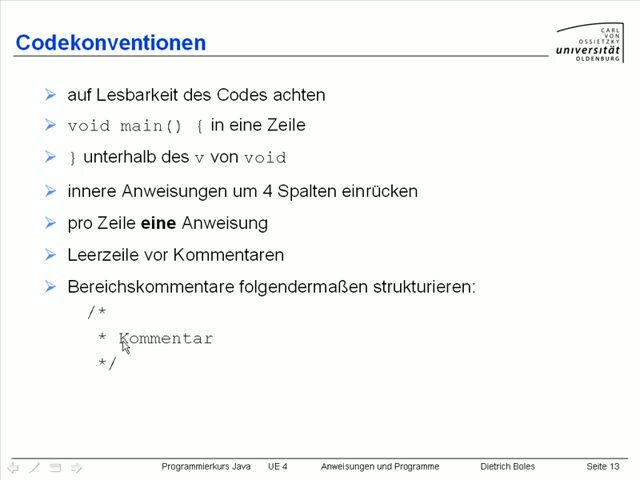 Codekonventionen
CARL
VON
OSSIETZKY
universität
OLDENBURG
auf Lesbarkeit des Codes achten
void main() { in eine Zeile
} unterhalb des v von void
innere Anweisungen um 4 Spalten einrücken
pro Zeile eine Anweisung
Leerzeile vor Kommentaren
Bereichskommentare folgendermaßen strukturieren:
/*
* Kommentar
*/
Programmierkurs Java UE 4 Anweisungen und Programme Dietrich Boles Seite 13